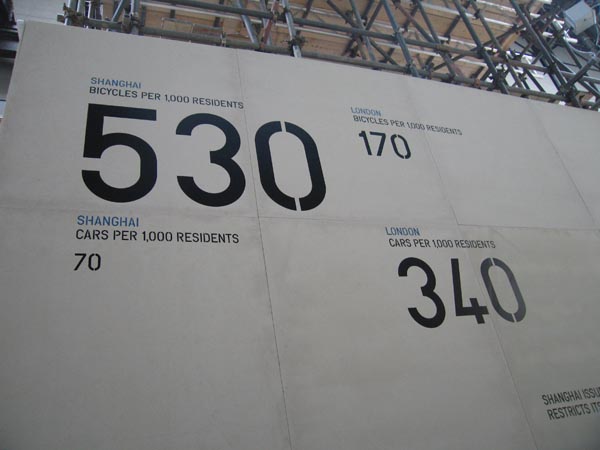 SHANGHAI
BICYCLES PER 1,000 RESIDENTS
530
LONDON
BICYCLES PER 1,000 RESIDENTS
170
SHANGHAI
CARS PER 1,000 RESIDENTS
70
LONDON
CARS PER 1,000 RESIDENTS
340
SHANGHAI
RESTRICTS